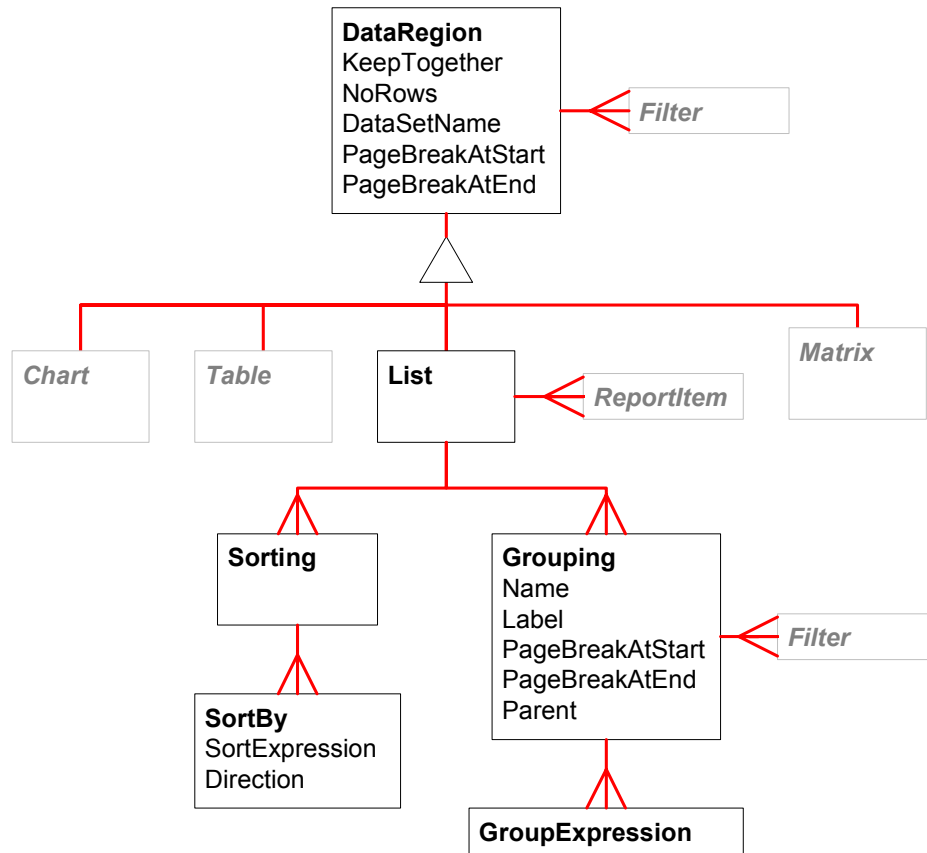 DataRegion
KeepTogether
NoRows
DataSetName
PageBreakAtStart
PageBreakAtEnd
Filter
Chart
Table
List
ReportItem
Matrix
Sorting
Grouping
Name
Label
PageBreakAtStart
PageBreakAtEnd
Parent
Filter
SortBy
SortExpression
Direction
GroupExpression